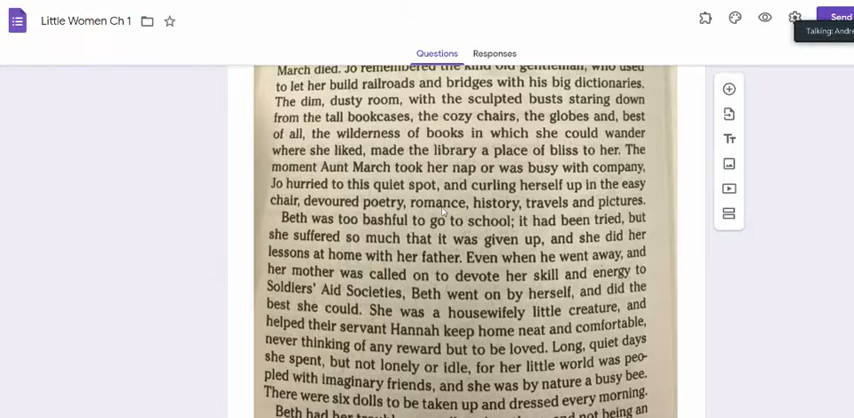 Little Women Ch 1
Send
Talking: Andre
Questions
Responses
March died. Jo remembered the kind old gentleman, who used
to let her build railroads and bridges with his big dictionaries.
The dim, dusty room, with the sculpted busts staring down
from the tall bookcases, the cozy chairs, the globes and, best
of all, the wilderness of books in which she could wander
where she liked, made the library a place of bliss to her. The
moment Aunt March took her nap or was busy with company,
Jo hurried to this quiet spot, and curling herself up in the easy
chair, devoured poetry, romance, history, travels and pictures.
Beth was too bashful to go to school; it had been tried, but
she suffered so much that it was given up, and she did her
lessons at home with her father. Even when he went away, and
her mother was called on to devote her skill and energy to
Soldiers' Aid Societies, Beth went on by herself, and did the
best she could. She was a housewifely little creature, and
helped their servant Hannah keep home neat and comfortable,
never thinking of any reward but to be loved. Long, quiet days
she spent, but not lonely or idle, for her little world was peo-
pled with imaginary friends, and she was by nature a busy bee.
There were six dolls to be taken up and dressed every morning.
Beth had her and not being an